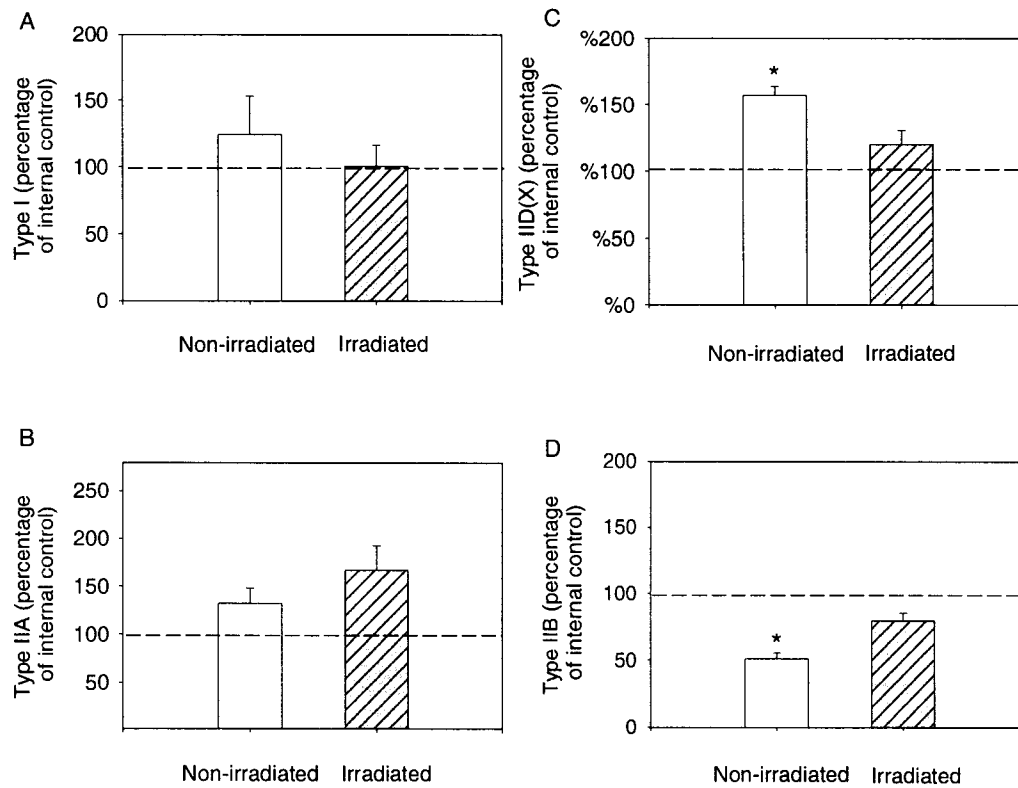 A
Type I (percentage
of internal control)
200
150
100
50
0
Non-irradiated Irradiated
C
Type IID(X) (percentage
of internal control)
%200
%150
%100
%50
%0
*
Non-irradiated Irradiated
B
Type IIA (percentage
of internal control)
250
200
150
100
50
Non-irradiated Irradiated
D
Type IIB (percentage
of internal control)
200
150
100
50
0
*
Non-irradiated Irradiated